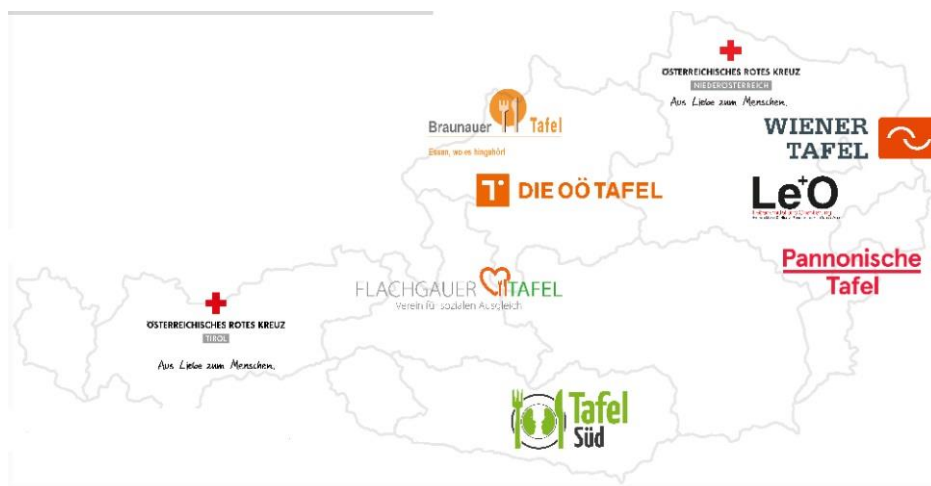 ÖSTERREICHISCHES ROTES KREUZ
NIEDERÖSTERREICH
Aus Liebe zum Menschen.
Braunauer Tafel
Essen, wo es hingehört
WIENER
TAFEL
DIE OÖ TAFEL
Le+O
Pannonische
Tafel
FLACHGAUER TAFEL
Verein für sozialen Ausgleich
ÖSTERREICHISCHES ROTES KREUZ
TIROL
Aus Liebe zum Menschen.
Tafel
Süd